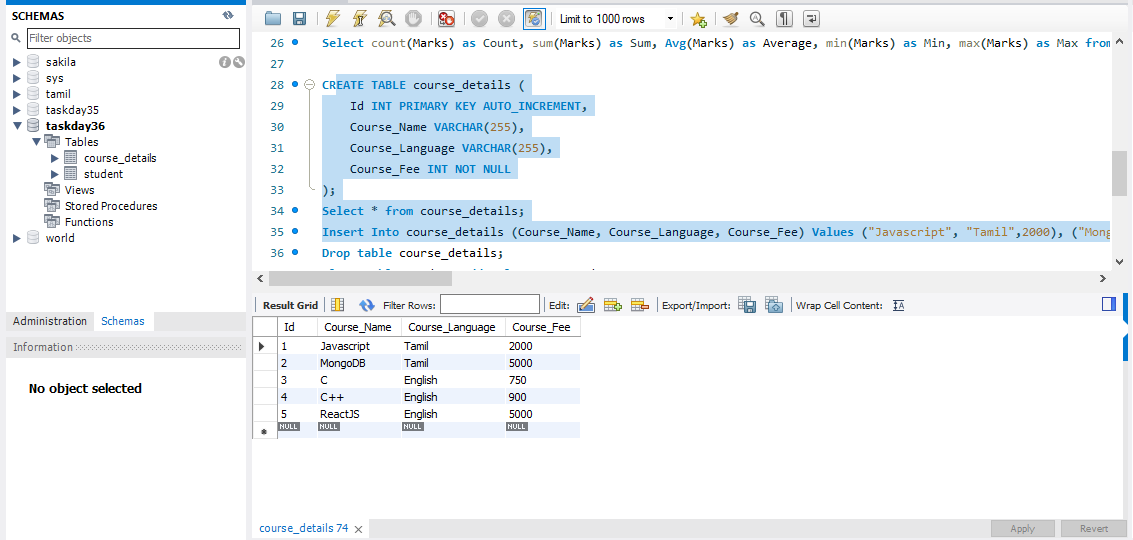 SCHEMAS
Filter objects
sakila
sys
tamil
taskday35
taskday36
Tables
course_details
student
Views
Stored Procedures
Functions
world
Administration Schemas
Information
No object selected
Limit to 1000 rows
26 Select count(Marks) as Count, sum(Marks) as Sum, Avg(Marks) as Average, min(Marks) as Min, max(Marks) as Max from
27
28 CREATE TABLE course_details (
29 Id INT PRIMARY KEY AUTO_INCREMENT,
30 Course_Name VARCHAR(255),
31 Course_Language VARCHAR(255),
32 Course_Fee INT NOT NULL
33 );
34 Select * from course_details;
35 Insert Into course_details (Course_Name, Course_Language, Course_Fee) Values ("Javascript", "Tamil",2000), ("Mong
36 Drop table course_details;
Result Grid Filter Rows: Edit: Export/Import: Wrap Cell Content:
Id Course_Name Course_Language Course_Fee
1 Javascript Tamil 2000
2 MongoDB Tamil 5000
3 C English 750
4 C++ English 900
5 ReactJS English 5000
NULL NULL NULL NULL
course_details 74
Apply Revert